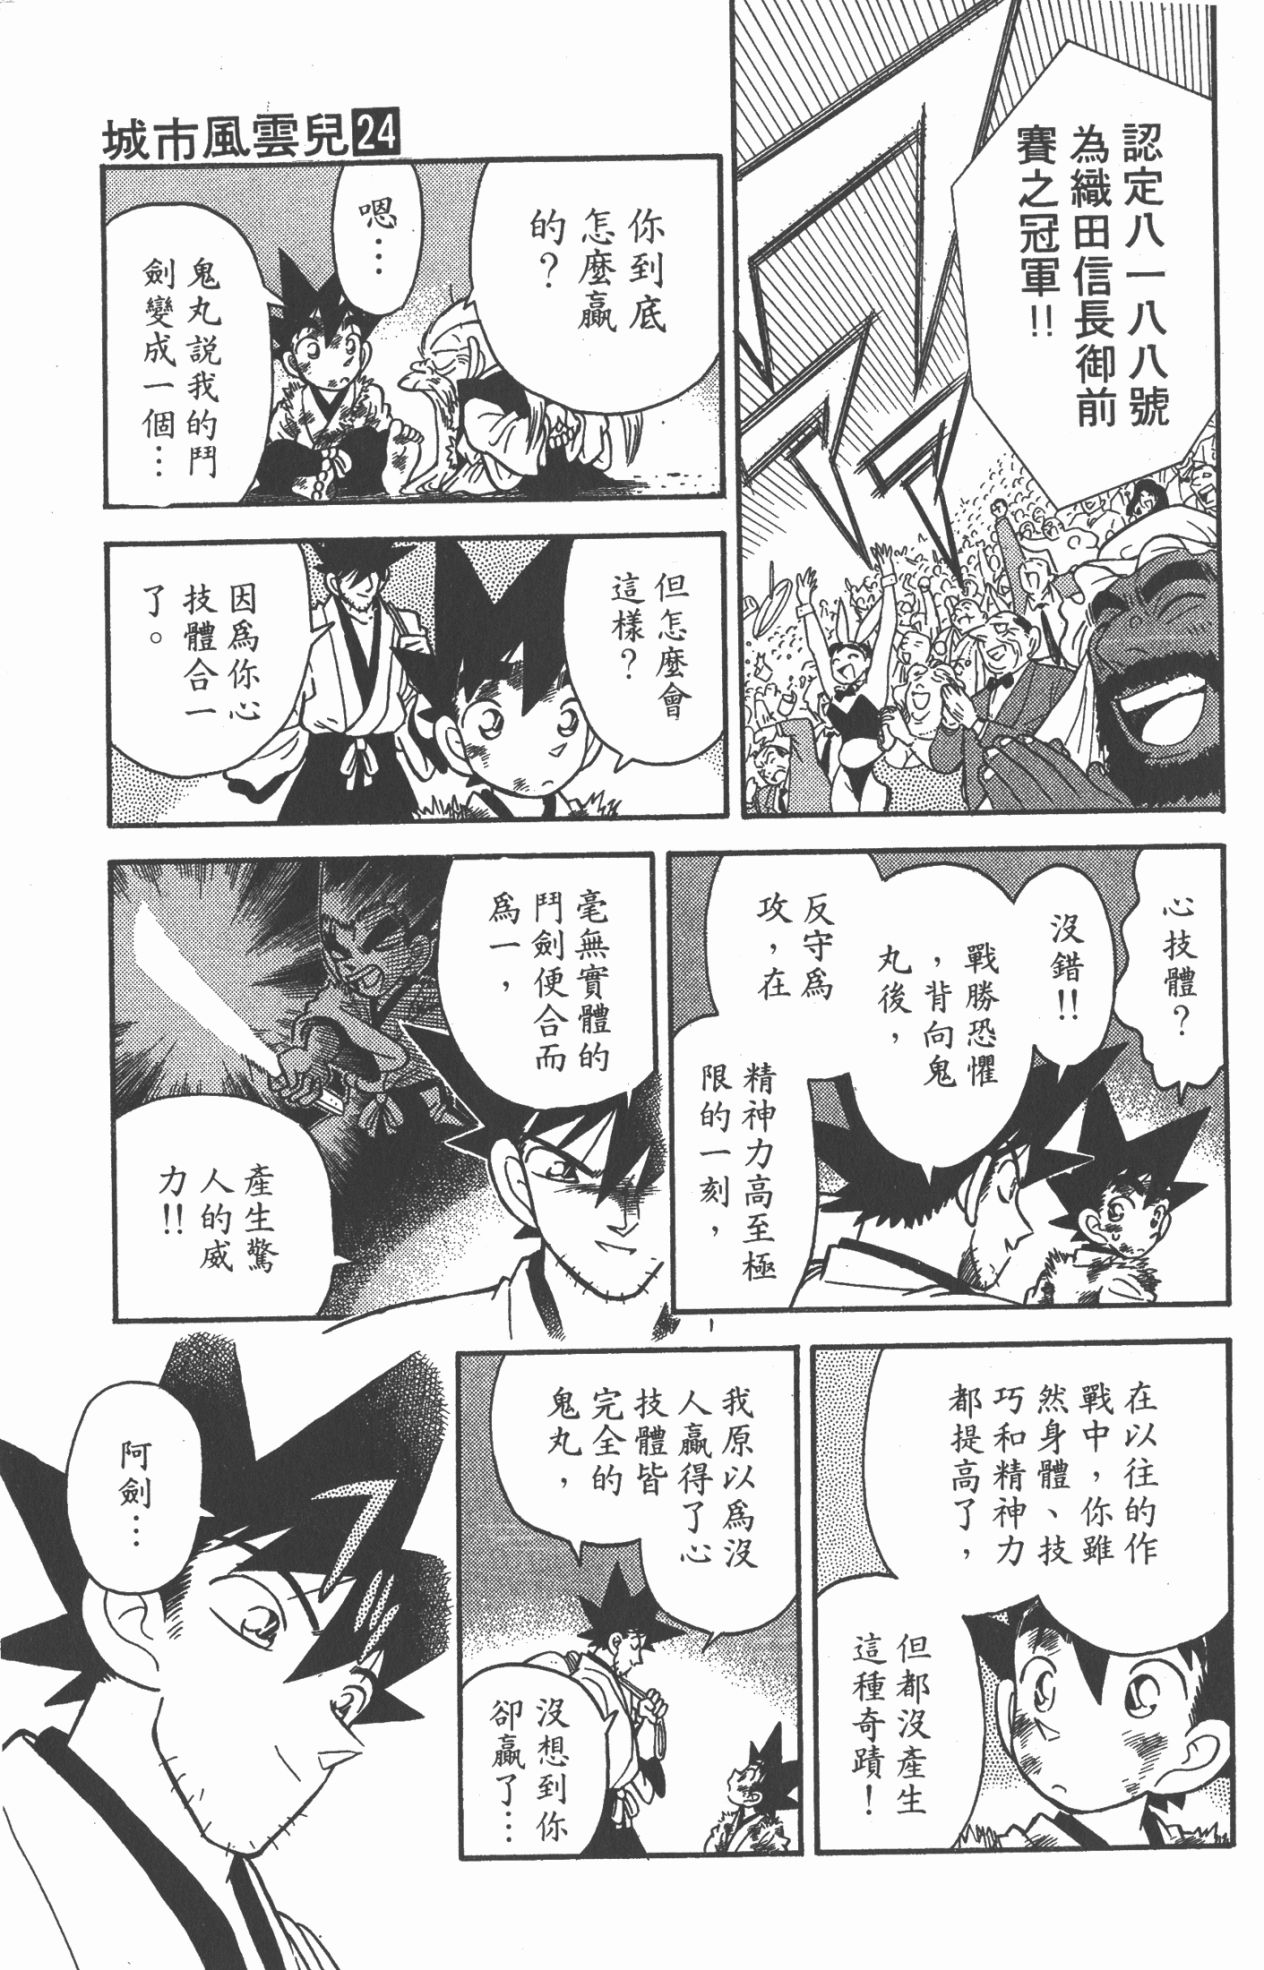 城市風雲兒24
認定八一八八號
為織田信長御前
賽之冠軍!!
你到底
怎麼贏
的？
嗯…
鬼丸説我的鬥
劍變成一個…
但怎麼會
這樣？
因爲你心
技體合一
了。
心技體？
沒錯!!
戰勝恐懼
，背向鬼
丸後，
反守爲
攻，在
精神力高至極
限的一刻，
毫無實體的
鬥劍便合而
爲一，
產生驚
人的威
力!!
在以往的作
戰中，你雖
然身體、技
巧和精神力
都提高了，
但都沒產生
這種奇蹟！
我原以爲沒
人贏得了心
技體皆
完全的
鬼丸，
沒想到你
卻贏了…
阿劍…